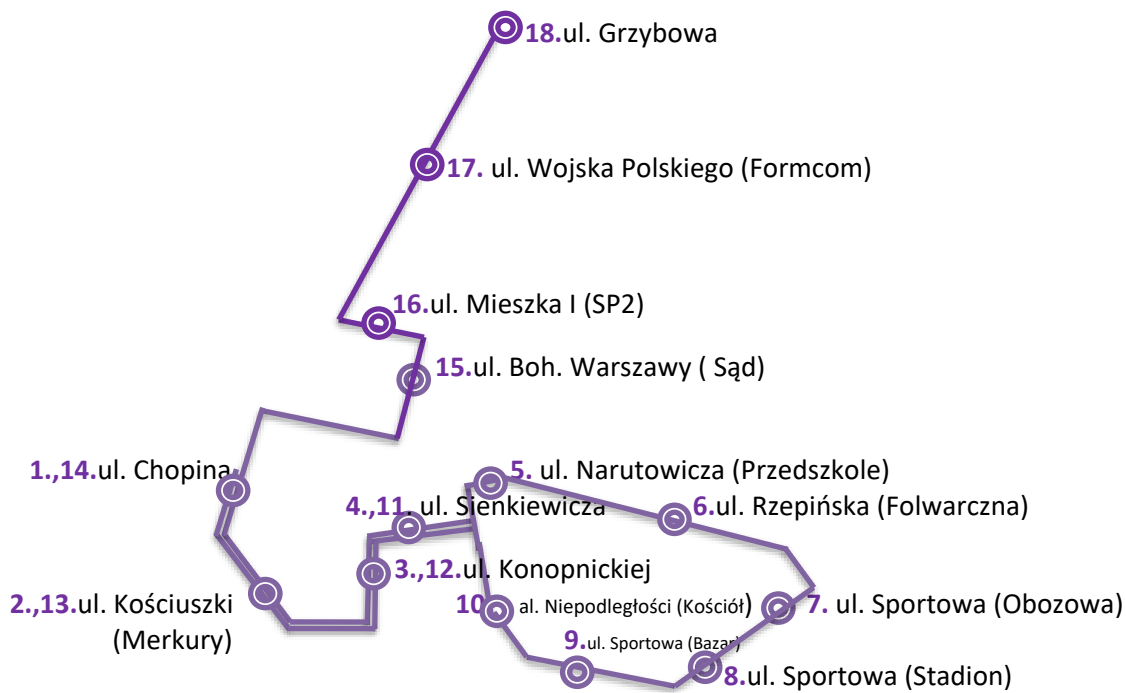 18.ul. Grzybowa
17. ul. Wojska Polskiego (Formcom)
16.ul. Mieszka I (SP2)
15.ul. Boh. Warszawy ( Sąd)
1.,14.ul. Chopina
5. ul. Narutowicza (Przedszkole)
4.,11. ul. Sienkiewicza
6.ul. Rzepińska (Folwarczna)
3.,12.ul. Konopnickiej
2.,13.ul. Kościuszki
(Merkury)
10 al. Niepodległości (Kościół)
7. ul. Sportowa (Obozowa)
9.ul. Sportowa (Bazar)
8.ul. Sportowa (Stadion)